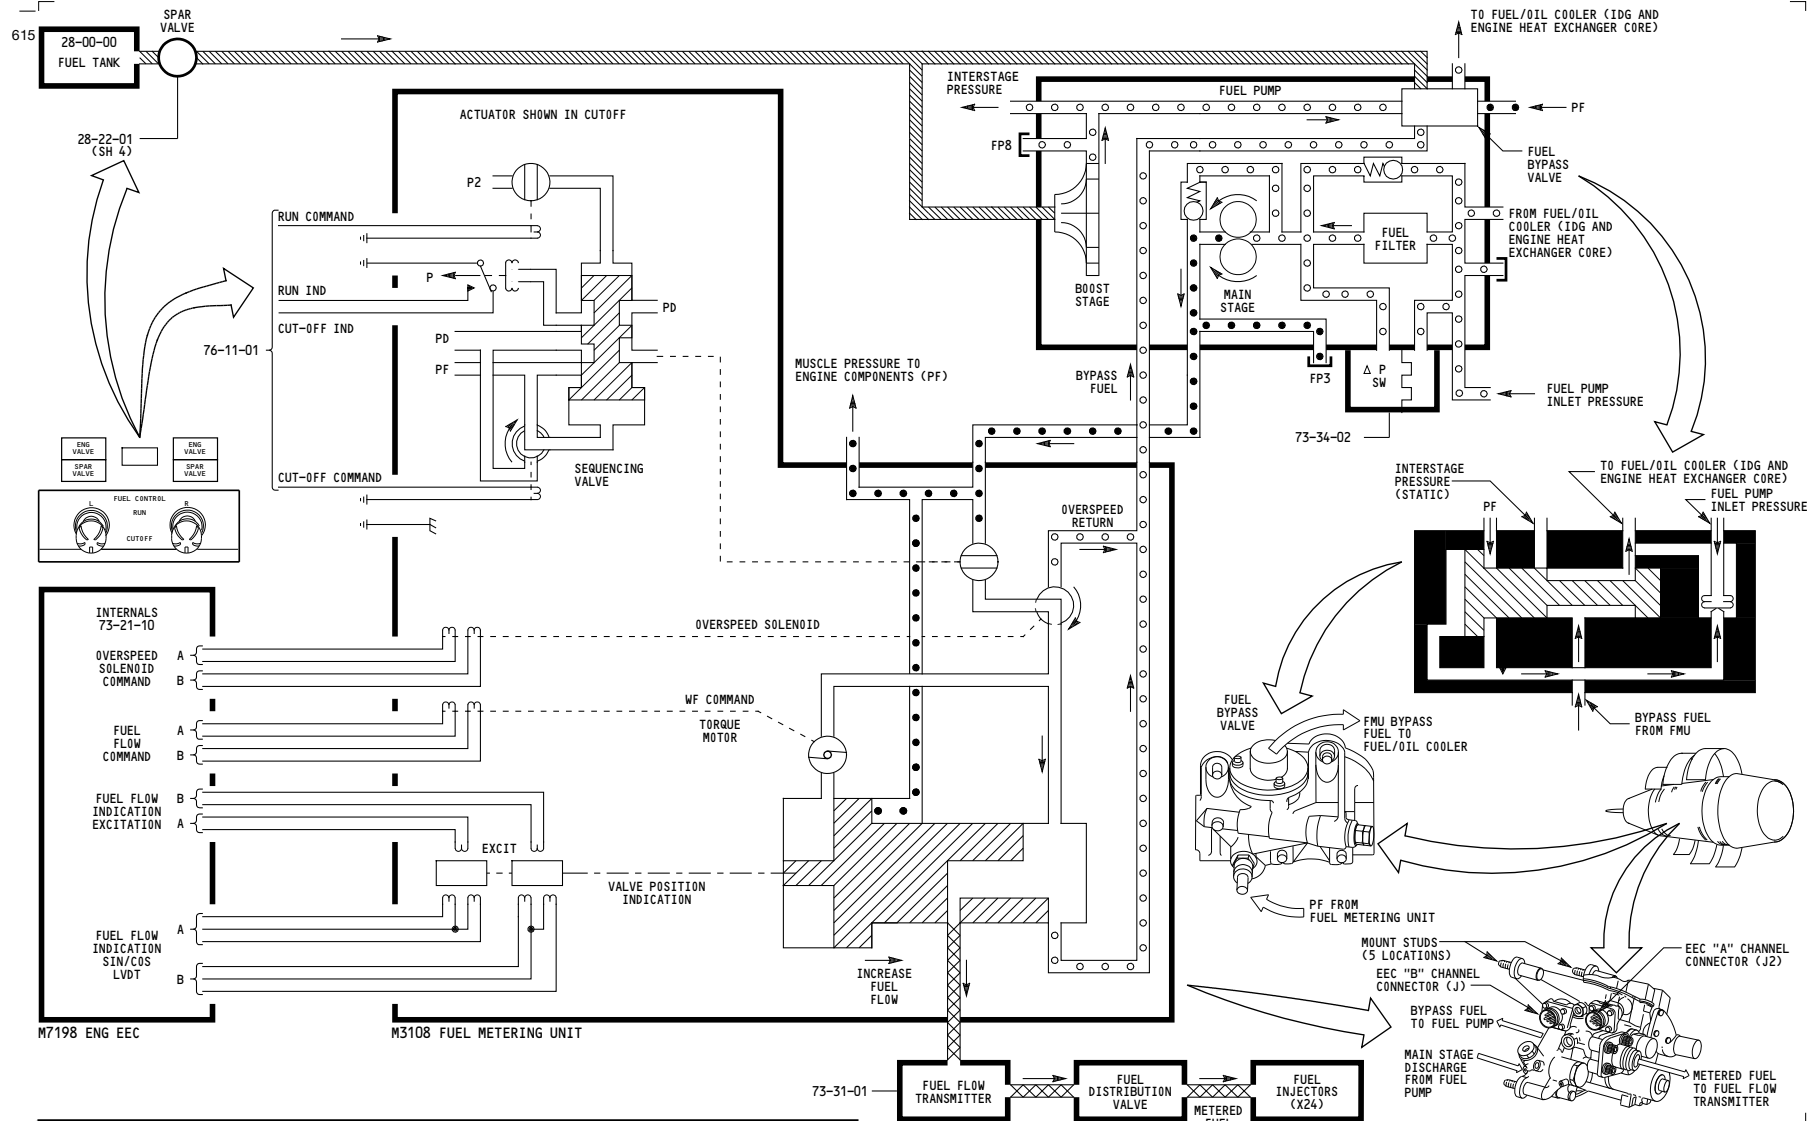 615
28-00-00
FUEL TANK
SPAR
VALVE
28-22-01
(SH 4)
TO FUEL/OIL COOLER (IDG AND
ENGINE HEAT EXCHANGER CORE)
INTERSTAGE
PRESSURE
FUEL PUMP
PF
FP8
FUEL
BYPASS
VALVE
ACTUATOR SHOWN IN CUTOFF
P2
RUN COMMAND
P
RUN IND
CUT-OFF IND
76-11-01
PD
PD
PF
CUT-OFF COMMAND
SEQUENCING
VALVE
FROM FUEL/OIL
COOLER (IDG AND
ENGINE HEAT
EXCHANGER CORE)
FUEL
FILTER
BOOST
STAGE
MAIN
STAGE
MUSCLE PRESSURE TO
ENGINE COMPONENTS (PF)
BYPASS
FUEL
FP3
Δ P
SW
FUEL PUMP
INLET PRESSURE
73-34-02
ENG
VALVE
SPAR
VALVE
ENG
VALVE
SPAR
VALVE
FUEL CONTROL
L
RUN
R
CUTOFF
INTERSTAGE
PRESSURE
(STATIC)
PF
TO FUEL/OIL COOLER (IDG AND
ENGINE HEAT EXCHANGER CORE)
FUEL PUMP
INLET PRESSURE
OVERSPEED
RETURN
INTERNALS
73-21-10
OVERSPEED
SOLENOID
COMMAND
A
B
OVERSPEED SOLENOID
FUEL
FLOW
COMMAND
A
B
WF COMMAND
TORQUE
MOTOR
FUEL FLOW
INDICATION
EXCITATION
B
A
EXCIT
VALVE POSITION
INDICATION
FUEL FLOW
INDICATION
SIN/COS
LVDT
A
B
INCREASE
FUEL
FLOW
M7198 ENG EEC
M3108 FUEL METERING UNIT
BYPASS FUEL
FROM FMU
FUEL
BYPASS
VALVE
FMU BYPASS
FUEL TO
FUEL/OIL COOLER
PF FROM
FUEL METERING UNIT
MOUNT STUDS
(5 LOCATIONS)
EEC "B" CHANNEL
CONNECTOR (J)
EEC "A" CHANNEL
CONNECTOR (J2)
BYPASS FUEL
TO FUEL PUMP
MAIN STAGE
DISCHARGE
FROM FUEL
PUMP
METERED FUEL
TO FUEL FLOW
TRANSMITTER
73-31-01
FUEL FLOW
TRANSMITTER
FUEL
DISTRIBUTION
VALVE
METERED
FUEL
FUEL
INJECTORS
(X24)